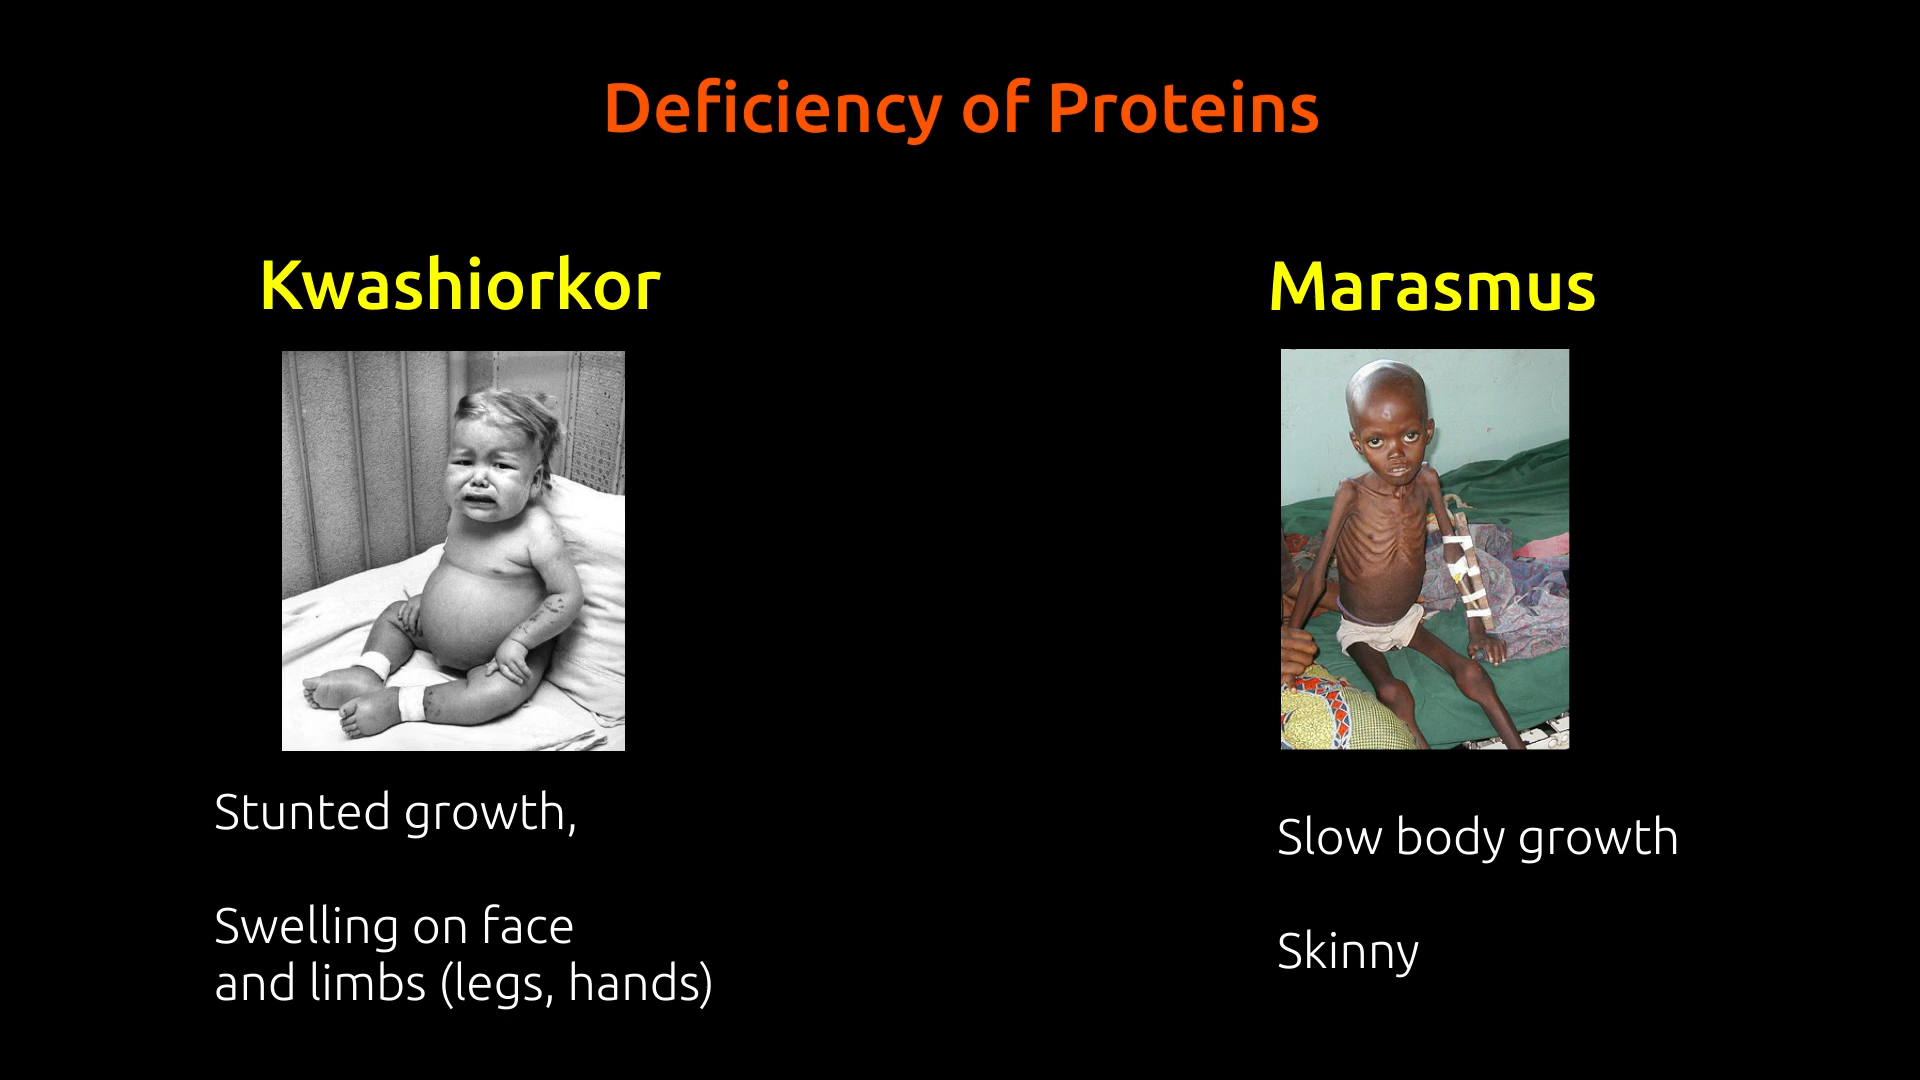 Deficiency of Proteins
Kwashiorkor
Marasmus
Stunted growth,
Swelling on face
and limbs (legs, hands)
Slow body growth
Skinny